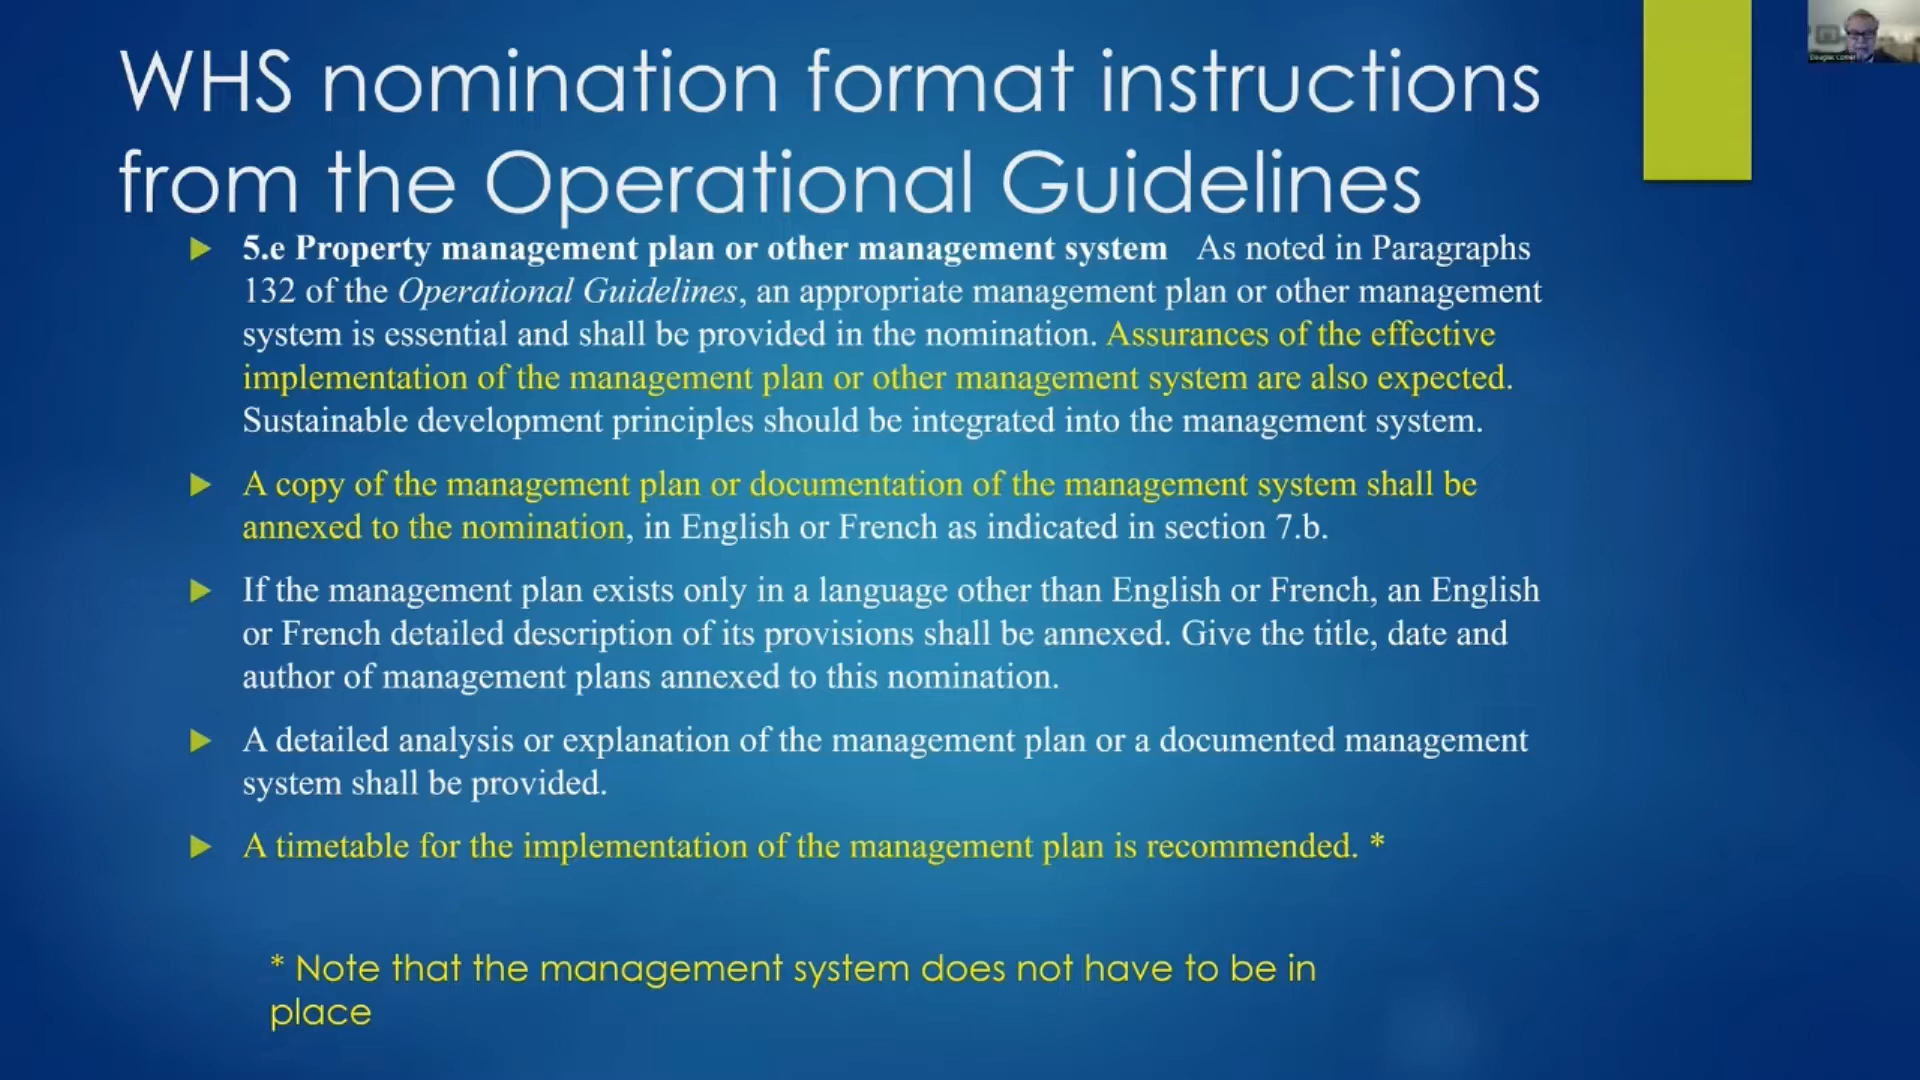 WHS nomination format instructions
from the Operational Guidelines
5.e Property management plan or other management system As noted in Paragraphs
132 of the Operational Guidelines, an appropriate management plan or other management
system is essential and shall be provided in the nomination. Assurances of the effective
implementation of the management plan or other management system are also expected.
Sustainable development principles should be integrated into the management system.
A copy of the management plan or documentation of the management system shall be
annexed to the nomination, in English or French as indicated in section 7.b.
If the management plan exists only in a language other than English or French, an English
or French detailed description of its provisions shall be annexed. Give the title, date and
author of management plans annexed to this nomination.
A detailed analysis or explanation of the management plan or a documented management
system shall be provided.
A timetable for the implementation of the management plan is recommended. *
* Note that the management system does not have to be in
place